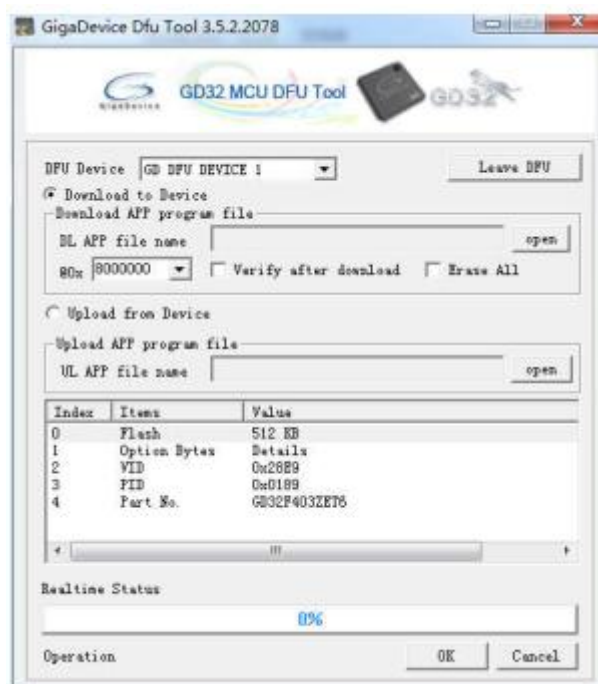 GigaDevice Dfu Tool 3.5.2.2078
GigaDevice
GD32 MCU DFU Tool
GD32
DFU Device GD DFU DEVICE 1 Leave DFU
Download to Device
Download APP program file
DL APP file name open
@0x 8000000 Verify after download Erase All
Upload from Device
Upload APP program file
UL APP file name open
Index Items Value
0 Flash 512 KB
1 Option Bytes Details
2 VID 0x28E9
3 PID 0x0189
4 Part No. GD32F403ZET6
Realtime Status
0%
Operation OK Cancel